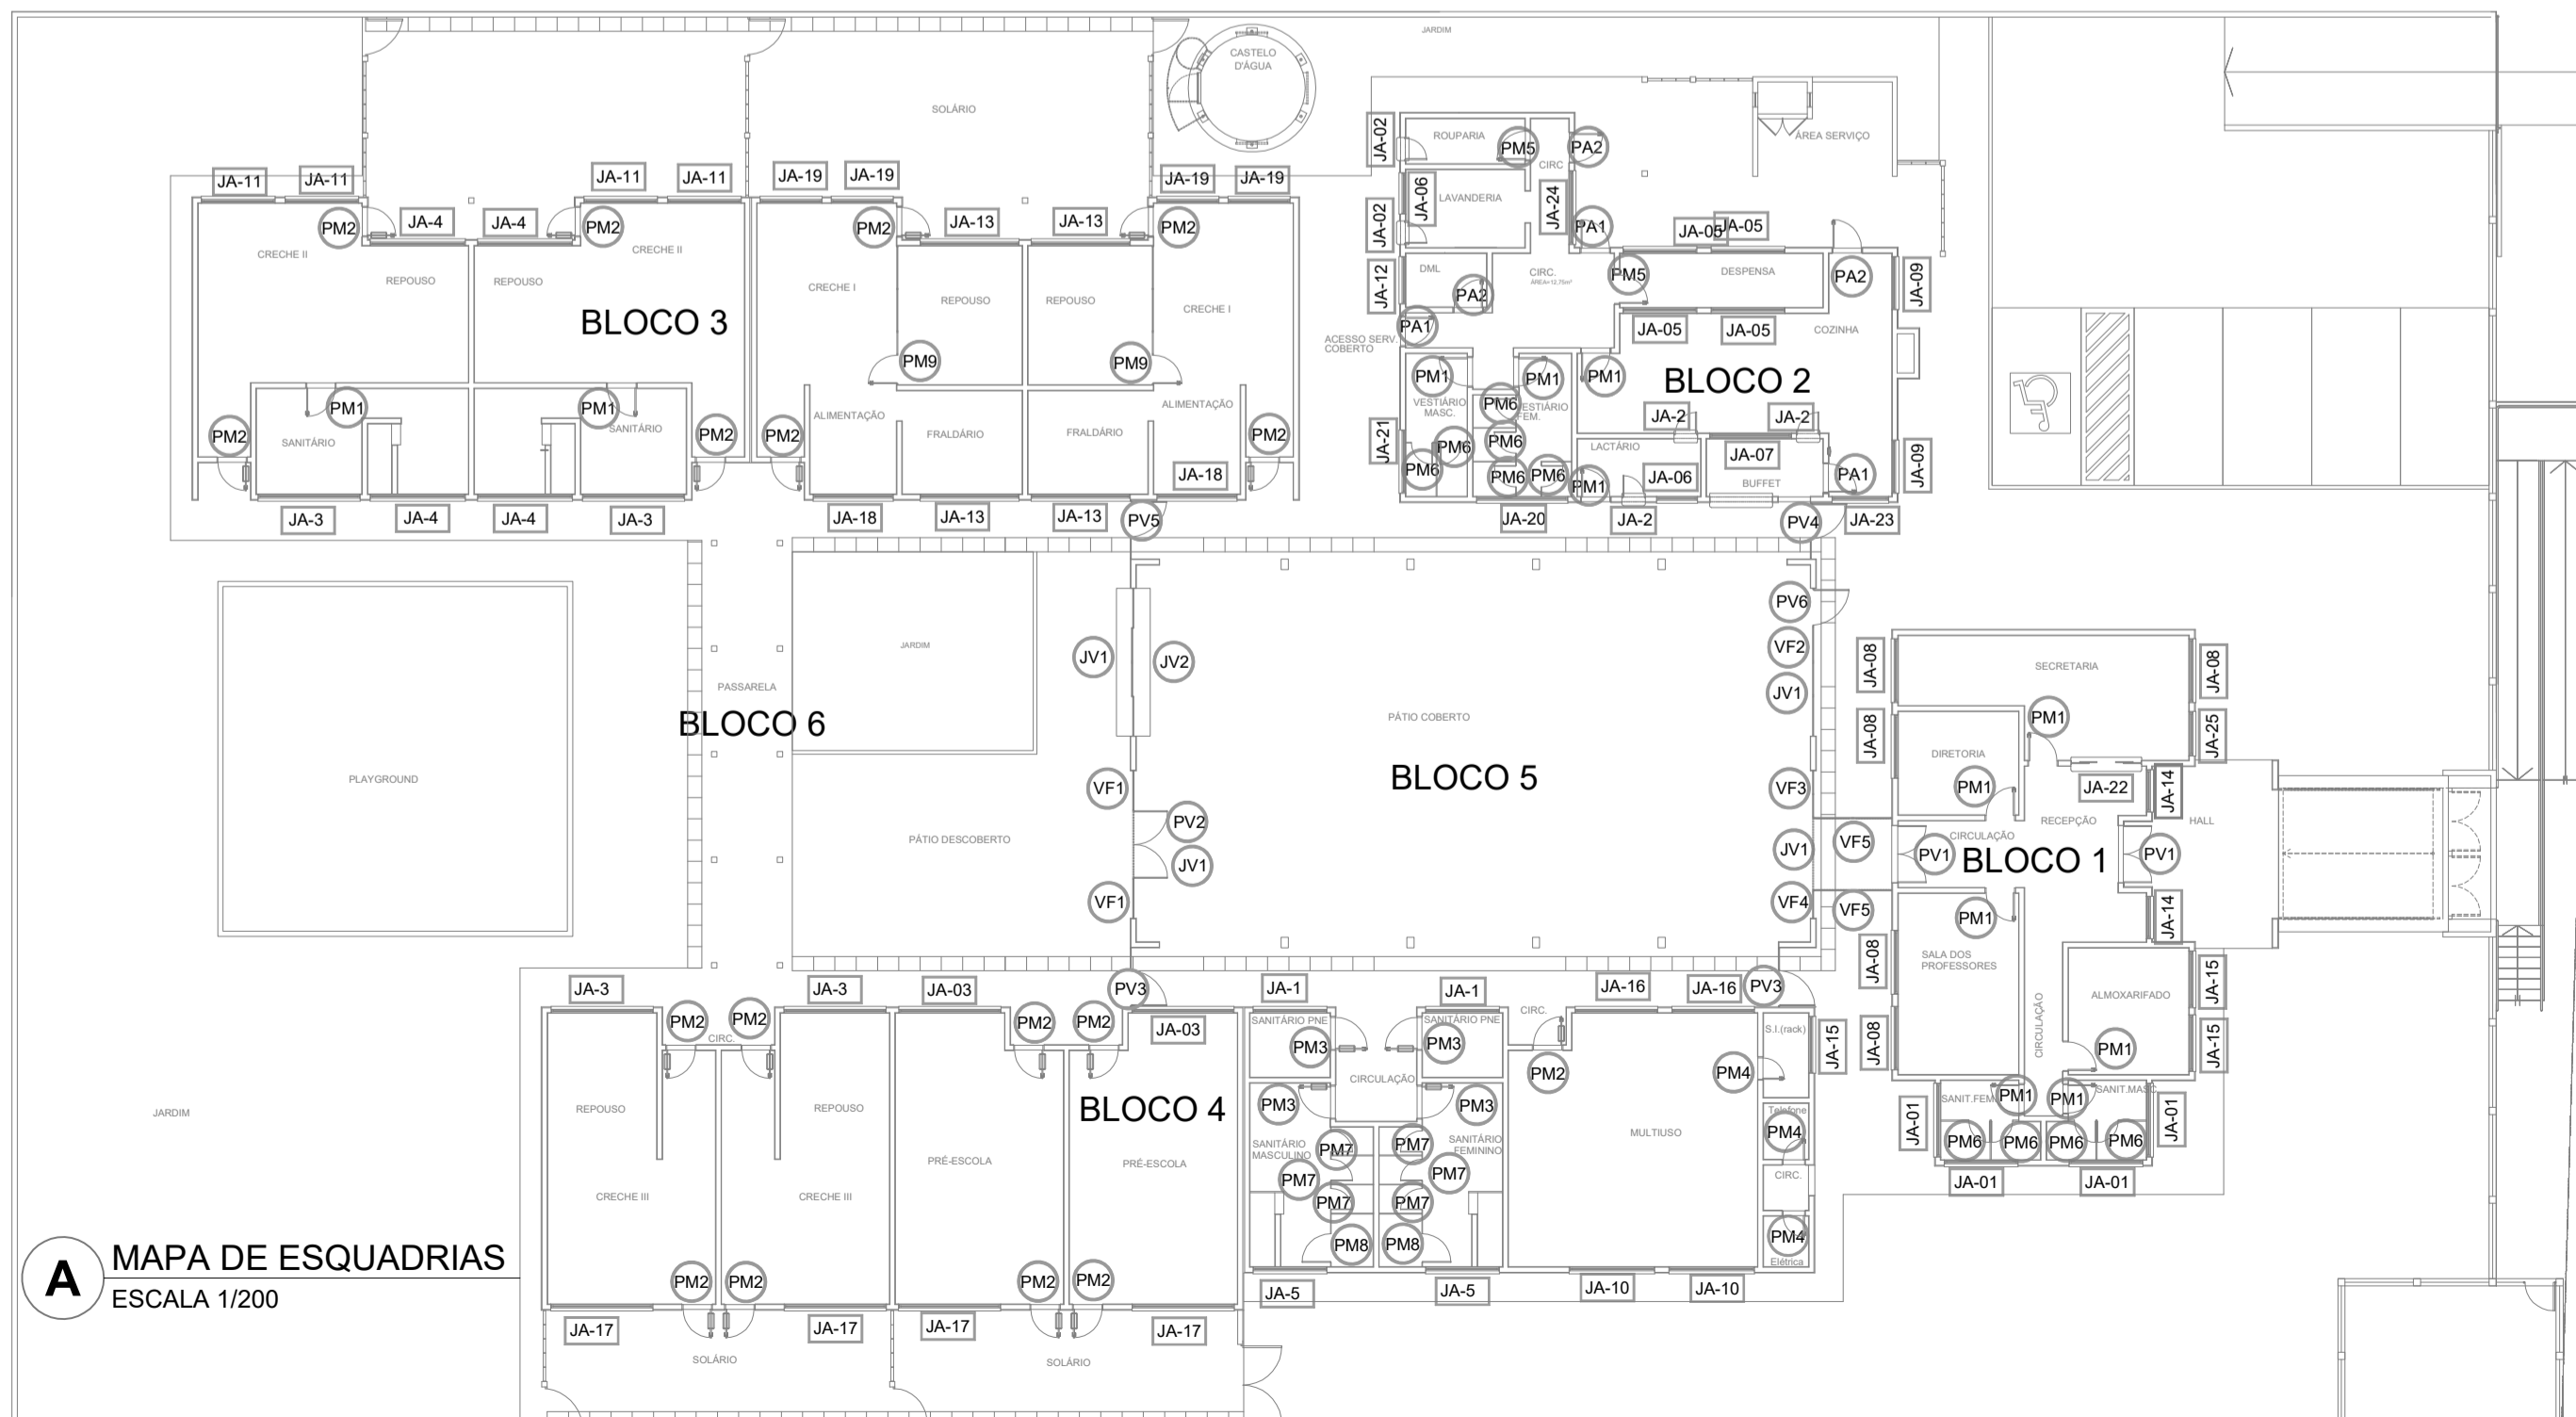 JARDIM
CASTELO
D'ÁGUA
SOLÁRIO
JA-11
JA-11
JA-11
JA-11
JA-19
JA-19
JA-19
JA-19
PM2
JA-4
JA-4
PM2
PM2
JA-13
JA-13
PM2
CRECHE II
REPOUSO
REPOUSO
CRECHE II
CRECHE I
REPOUSO
REPOUSO
CRECHE I
BLOCO 3
PM9
PM9
PM1
PM1
PM2
SANITÁRIO
SANITÁRIO
PM2
PM2
ALIMENTAÇÃO
FRALDÁRIO
FRALDÁRIO
ALIMENTAÇÃO
PM2
JA-18
JA-3
JA-4
JA-4
JA-3
JA-18
JA-13
JA-13
PV5
JA-02
ROUPARIA
PM5
CIRC
PA2
ÁREA SERVIÇO
JA-02
JA-06
LAVANDERIA
JA-24
PA1
JA-05
JA-05
JA-12
DML
PA2
CIRC.
ÁREA=12,75m²
PM5
DESPENSA
PA2
JA-09
PA1
ACESSO SERV.
COBERTO
JA-05
JA-05
COZINHA
PM1
PM1
PM1
BLOCO 2
VESTIÁRIO
MASC.
PM6
VESTIÁRIO
FEM.
JA-2
JA-2
JA-21
PM6
PM6
PM6
LACTÁRIO
JA-07
JA-09
PM6
PM6
PM1
JA-06
BUFFET
PA1
JA-20
JA-2
PV4
JA-23
PLAYGROUND
PASSARELA
BLOCO 6
JARDIM
JV1
JV2
PÁTIO COBERTO
BLOCO 5
PÁTIO DESCOBERTO
VF1
PV2
JV1
VF1
PV6
VF2
JV1
VF3
JV1
VF4
VF5
VF5
JA-08
SECRETARIA
JA-08
JA-08
PM1
JA-25
DIRETORIA
PM1
JA-22
JA-14
RECEPÇÃO
HALL
CIRCULAÇÃO
PV1
BLOCO 1
PV1
PM1
JA-14
JA-08
SALA DOS
PROFESSORES
ALMOXARIFADO
JA-15
CIRCULAÇÃO
JA-08
PM1
JA-15
SANIT.FEM
PM1
PM1
SANIT.MASC.
JA-01
PM6
PM6
PM6
PM6
JA-01
JA-01
JA-01
JA-3
JA-3
JA-03
PV3
JA-1
JA-1
JA-16
JA-16
PV3
PM2
PM2
CIRC.
PM2
PM2
JA-03
SANITÁRIO PNE
SANITÁRIO PNE
CIRC.
S.I.(rack)
JA-15
PM3
PM3
CIRCULAÇÃO
PM2
PM4
REPOUSO
REPOUSO
BLOCO 4
PM3
PM3
Telefone
PM4
PRÉ-ESCOLA
PRÉ-ESCOLA
SANITÁRIO
MASCULINO
PM7
PM7
SANITÁRIO
FEMININO
MULTIUSO
CRECHE III
CRECHE III
PM7
PM7
CIRC.
PM7
PM7
PM8
PM8
PM4
Elétrica
PM2
PM2
PM2
PM2
JA-5
JA-5
JA-10
JA-10
JA-17
JA-17
JA-17
JA-17
SOLÁRIO
SOLÁRIO
JARDIM
A
MAPA DE ESQUADRIAS
ESCALA 1/200